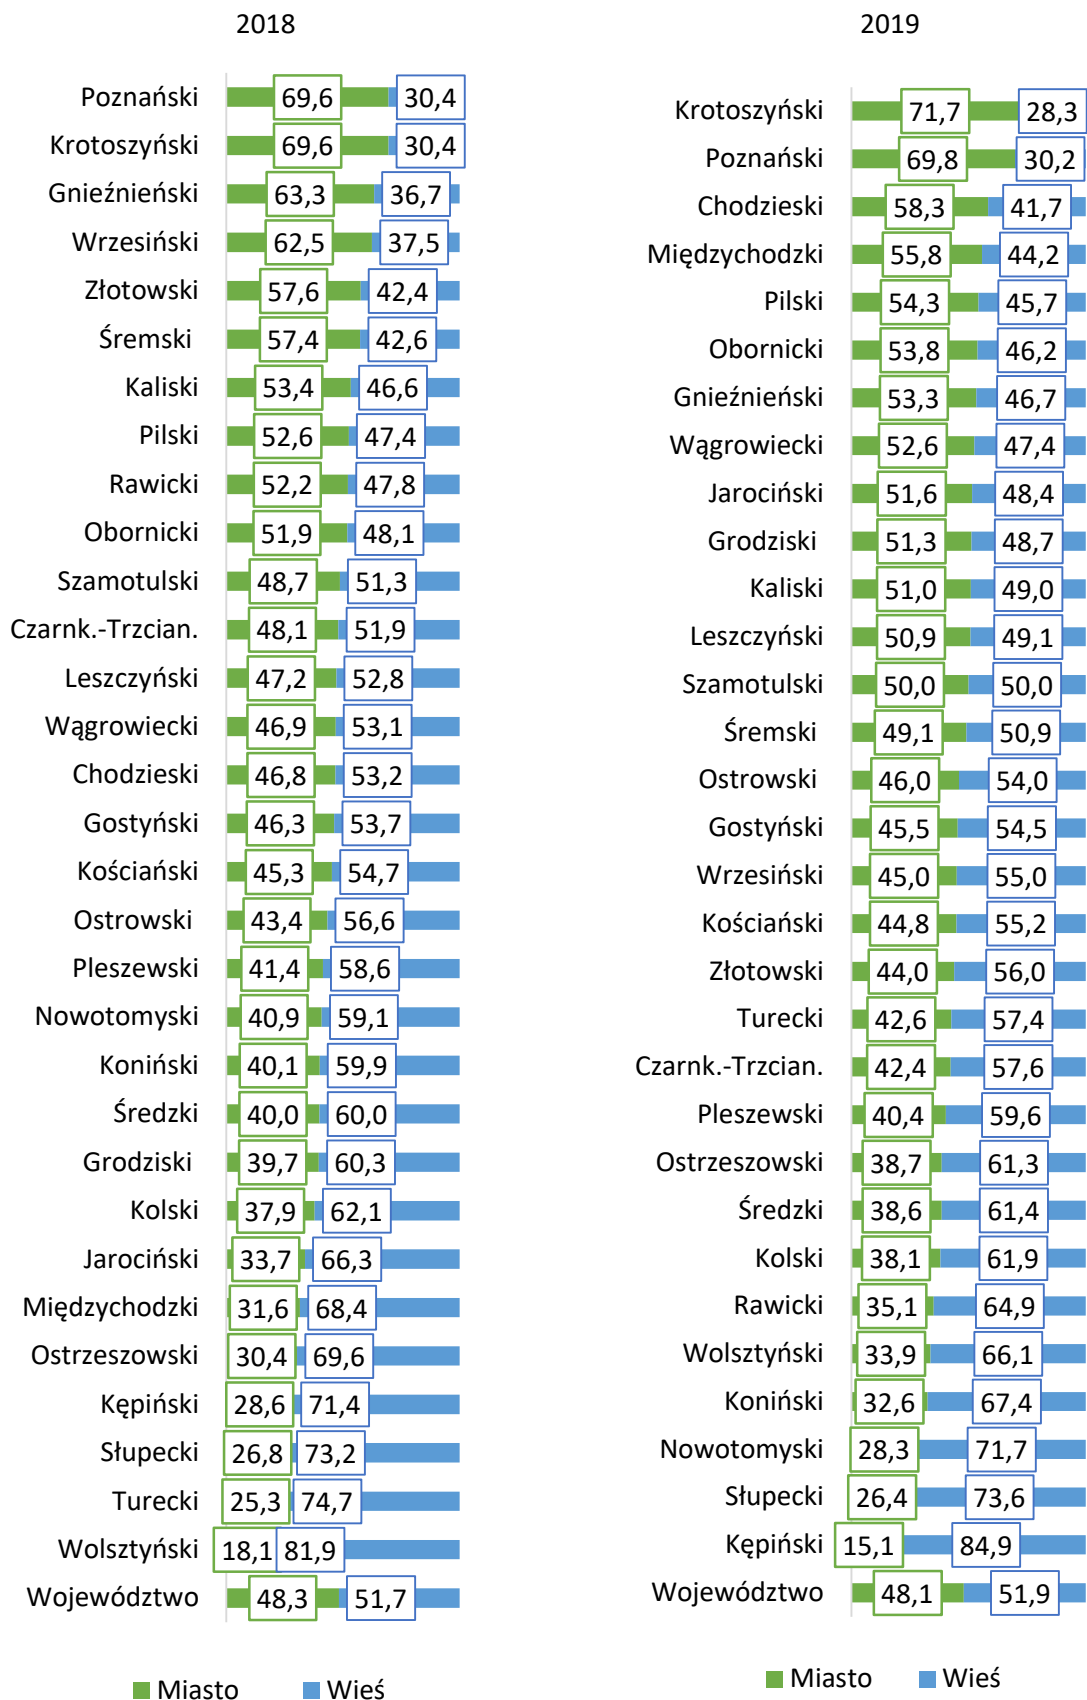 2018
Poznański 69,6 30,4
Krotoszyński 69,6 30,4
Gnieźnieński 63,3 36,7
Wrzesiński 62,5 37,5
Złotowski 57,6 42,4
Śremski 57,4 42,6
Kaliski 53,4 46,6
Pilski 52,6 47,4
Rawicki 52,2 47,8
Obornicki 51,9 48,1
Szamotulski 48,7 51,3
Czarnk.-Trzcian. 48,1 51,9
Leszczyński 47,2 52,8
Wągrowiecki 46,9 53,1
Chodzieski 46,8 53,2
Gostyński 46,3 53,7
Kościański 45,3 54,7
Ostrowski 43,4 56,6
Pleszewski 41,4 58,6
Nowotomyski 40,9 59,1
Koniński 40,1 59,9
Średzki 40,0 60,0
Grodziski 39,7 60,3
Kolski 37,9 62,1
Jarociński 33,7 66,3
Międzychodzki 31,6 68,4
Ostrzeszowski 30,4 69,6
Kępiński 28,6 71,4
Słupecki 26,8 73,2
Turecki 25,3 74,7
Wolsztyński 18,1 81,9
Województwo 48,3 51,7
Miasto Wieś
2019
Krotoszyński 71,7 28,3
Poznański 69,8 30,2
Chodzieski 58,3 41,7
Międzychodzki 55,8 44,2
Pilski 54,3 45,7
Obornicki 53,8 46,2
Gnieźnieński 53,3 46,7
Wągrowiecki 52,6 47,4
Jarociński 51,6 48,4
Grodziski 51,3 48,7
Kaliski 51,0 49,0
Leszczyński 50,9 49,1
Szamotulski 50,0 50,0
Śremski 49,1 50,9
Ostrowski 46,0 54,0
Gostyński 45,5 54,5
Wrzesiński 45,0 55,0
Kościański 44,8 55,2
Złotowski 44,0 56,0
Turecki 42,6 57,4
Czarnk.-Trzcian. 42,4 57,6
Pleszewski 40,4 59,6
Ostrzeszowski 38,7 61,3
Średzki 38,6 61,4
Kolski 38,1 61,9
Rawicki 35,1 64,9
Wolsztyński 33,9 66,1
Koniński 32,6 67,4
Nowotomyski 28,3 71,7
Słupecki 26,4 73,6
Kępiński 15,1 84,9
Województwo 48,1 51,9
Miasto Wieś